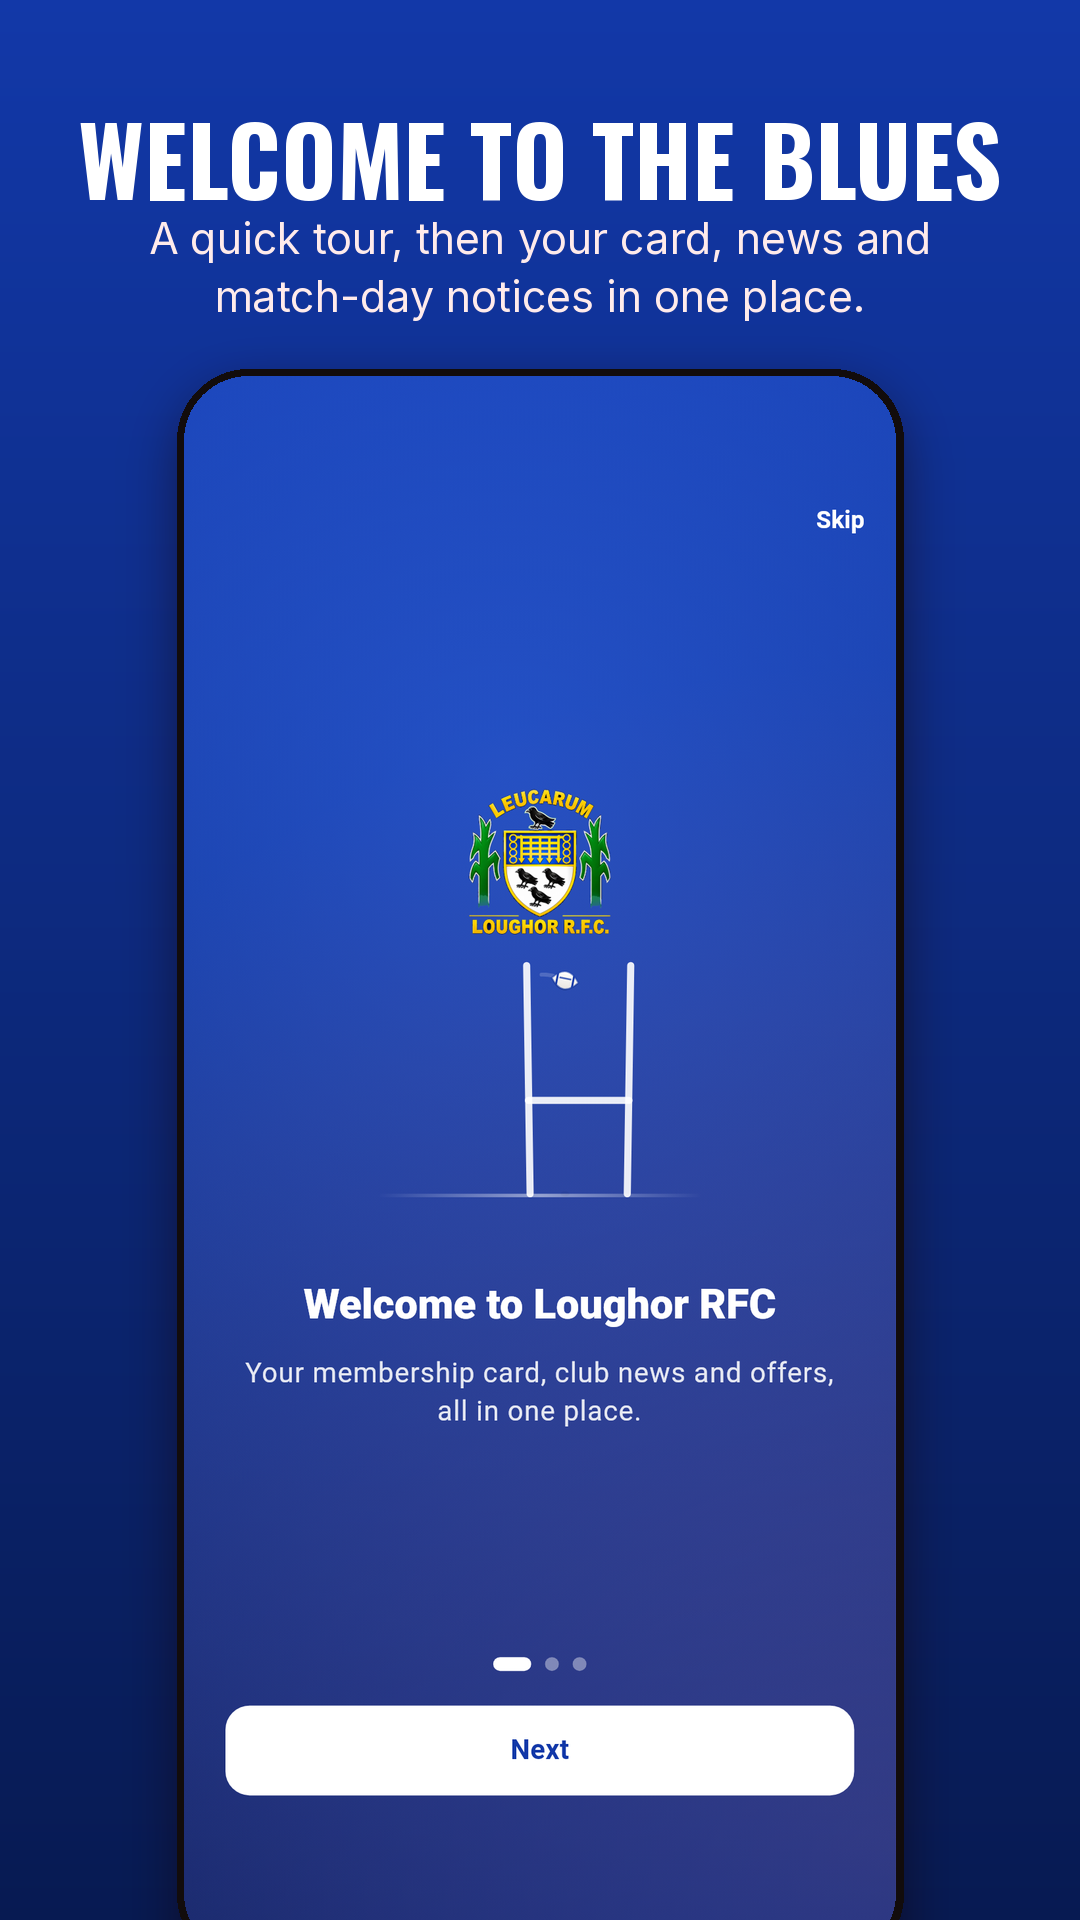 WELCOME TO THE BLUES
A quick tour, then your card, news and
match-day notices in one place.
Skip
LEUCARUM
LOUGHOR R.F.C.
Welcome to Loughor RFC
Your membership card, club news and offers,
all in one place.
Next